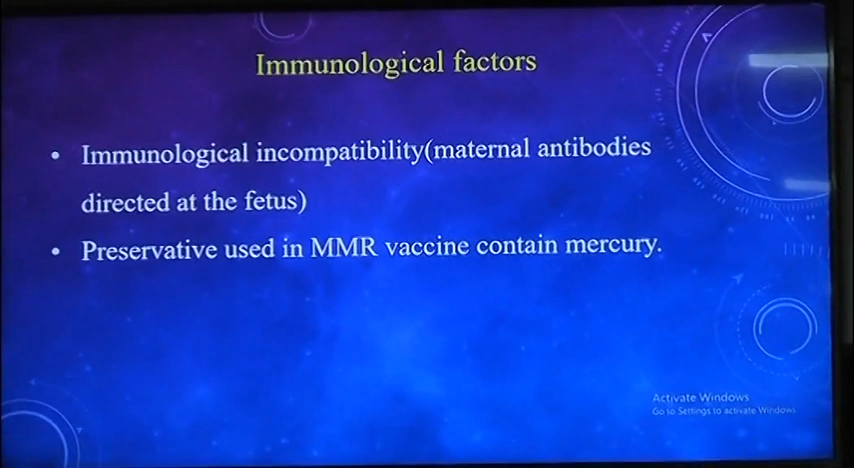 Immunological factors
• Immunological incompatibility(maternal antibodies
directed at the fetus)
• Preservative used in MMR vaccine contain mercury.
Activate Windows
Go to Settings to activate Windows.